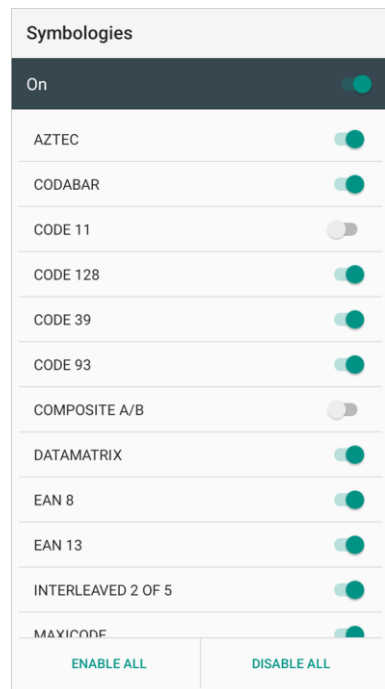 Symbologies
On
AZTEC
CODABAR
CODE 11
CODE 128
CODE 39
CODE 93
COMPOSITE A/B
DATAMATRIX
EAN 8
EAN 13
INTERLEAVED 2 OF 5
MAXICODE
ENABLE ALL DISABLE ALL